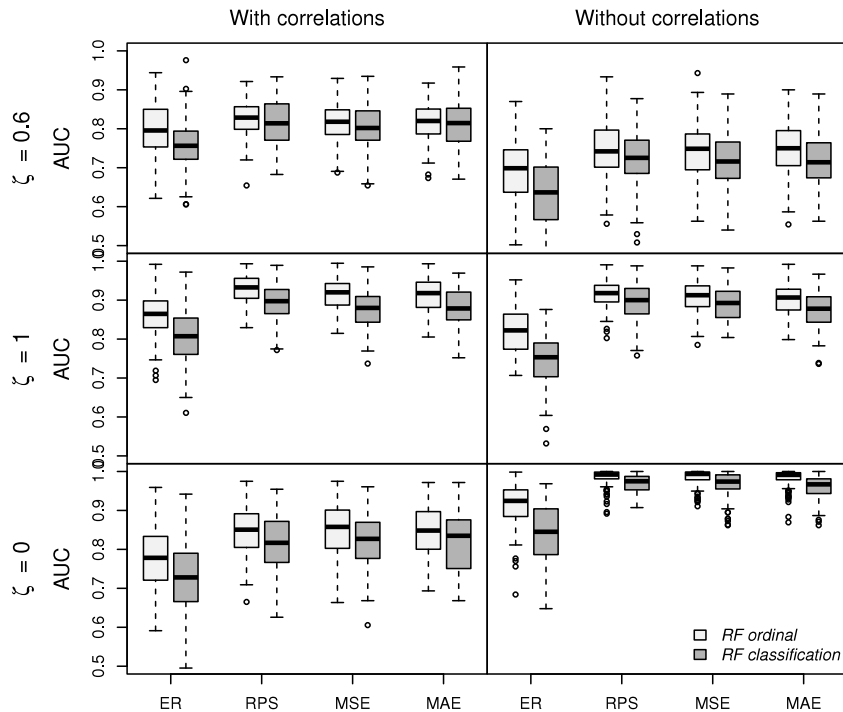 With correlations
Without correlations
ζ = 0.6
AUC
1.0
0.9
0.8
0.7
0.6
0.5
ζ = 1
AUC
1.0
0.9
0.8
0.7
0.6
0.5
ζ = 0
AUC
1.0
0.9
0.8
0.7
0.6
0.5
RF ordinal
RF classification
ER
RPS
MSE
MAE
ER
RPS
MSE
MAE